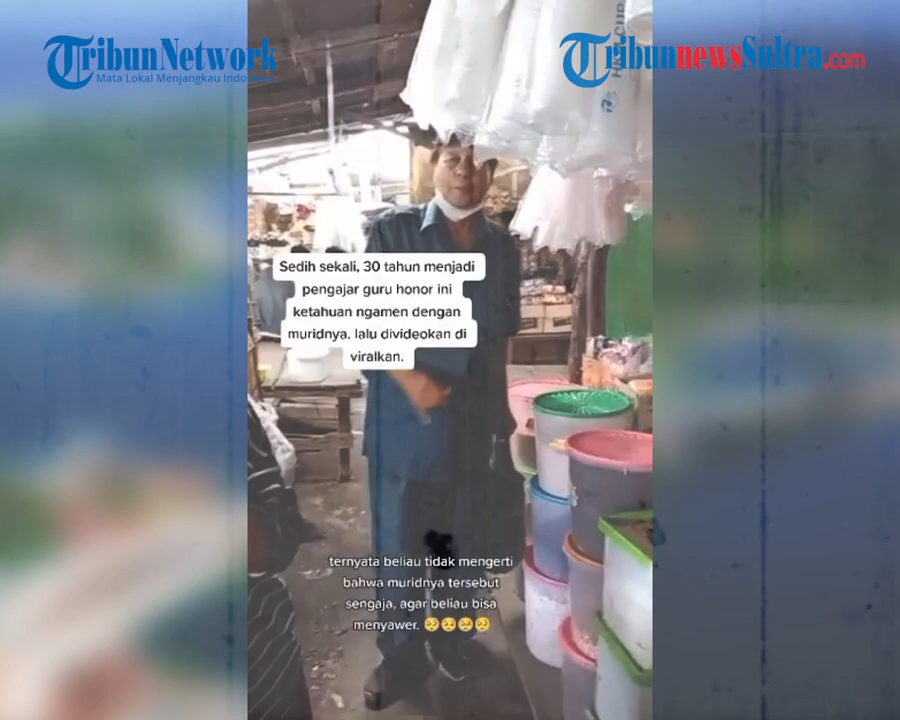 TribunNetwork
Mata Lokal Menjangkau Indonesia
TribunnewsSultra.com
Sedih sekali, 30 tahun menjadi
pengajar guru honor ini
ketahuan ngamen dengan
muridnya. lalu divideokan di
viralkan.
ternyata beliau tidak mengerti
bahwa muridnya tersebut
sengaja, agar beliau bisa
menyawer. 🥺🥺🥺🥺